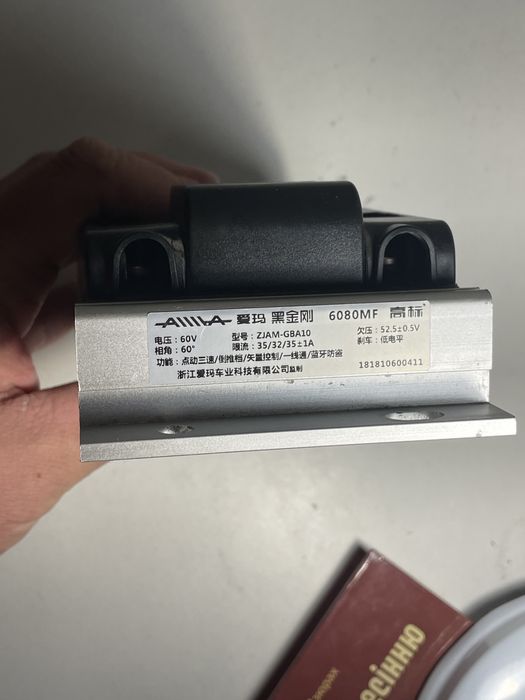 AIMA 爱玛 黑金刚 6080MF 高标
电压：60V 型号：ZJAM-GBA10 欠压：52.5±0.5V
相角：60° 限流：35/32/35±1A 刹车：低电平
功能：点动三速/倒推档/矢量控制/一线通/蓝牙防盗
浙江爱玛车业科技有限公司监制 181810600411